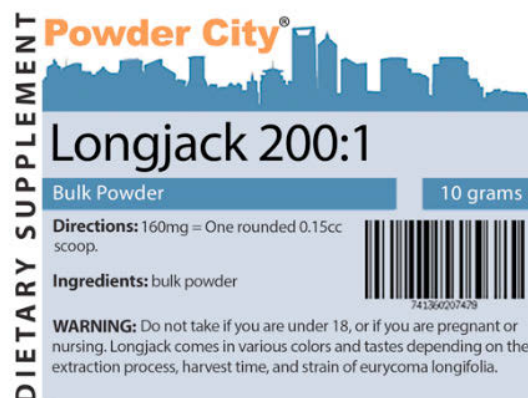 DIETARY SUPPLEMENT
Powder City®
Longjack 200:1
Bulk Powder
10 grams
Directions: 160mg = One rounded 0.15cc
scoop.
Ingredients: bulk powder
741360207479
WARNING: Do not take if you are under 18, or if you are pregnant or
nursing. Longjack comes in various colors and tastes depending on the
extraction process, harvest time, and strain of eurycoma longifolia.